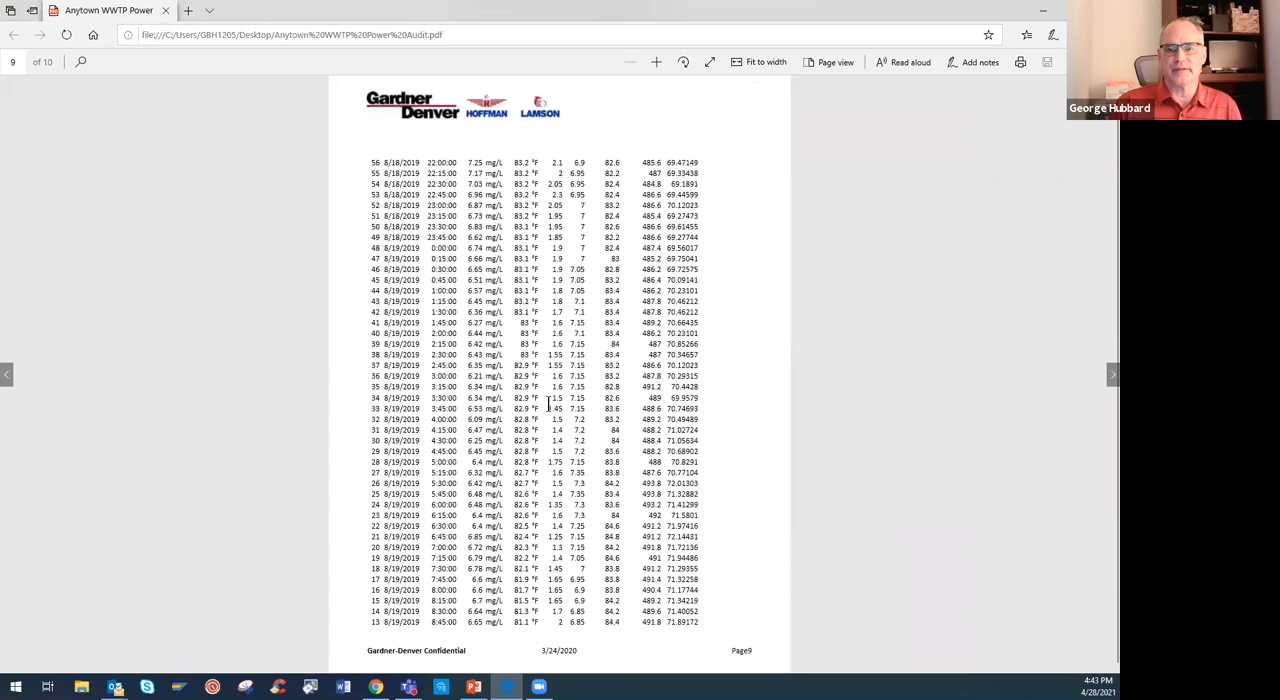 Anytown WWTP Power
file:///C:/Users/GBH1205/Desktop/Anytown%20WWTP%20Power%20Audit.pdf
9 of 10
Fit to width
Page view
Read aloud
Add notes
George Hubbard
Gardner Denver
HOFFMAN
LAMSON
56 8/18/2019 22:00:00 7.25 mg/L 83.2 °F 2.1 6.9 82.6 485.6 69.47149
55 8/18/2019 22:15:00 7.17 mg/L 83.2 °F 2 6.95 82.2 487 69.33438
54 8/18/2019 22:30:00 7.03 mg/L 83.2 °F 2.05 6.95 82.4 484.8 69.1891
53 8/18/2019 22:45:00 6.96 mg/L 83.2 °F 2.3 6.95 82.4 486.6 69.44599
52 8/18/2019 23:00:00 6.87 mg/L 83.2 °F 2.05 7 83.2 486.6 70.12023
51 8/18/2019 23:15:00 6.73 mg/L 83.2 °F 1.95 7 82.4 485.4 69.27473
50 8/18/2019 23:30:00 6.83 mg/L 83.1 °F 1.95 7 82.6 486.6 69.61455
49 8/18/2019 23:45:00 6.62 mg/L 83.1 °F 1.85 7 82.2 486.6 69.27744
48 8/19/2019 0:00:00 6.74 mg/L 83.1 °F 1.9 7 82.4 487.4 69.56017
47 8/19/2019 0:15:00 6.66 mg/L 83.1 °F 1.9 7 83 485.2 69.75041
46 8/19/2019 0:30:00 6.65 mg/L 83.1 °F 1.9 7.05 82.8 486.2 69.72575
45 8/19/2019 0:45:00 6.51 mg/L 83.1 °F 1.9 7.05 83.2 486.4 70.09141
44 8/19/2019 1:00:00 6.57 mg/L 83.1 °F 1.8 7.05 83.4 486.2 70.23101
43 8/19/2019 1:15:00 6.45 mg/L 83.1 °F 1.8 7.1 83.4 487.8 70.46212
42 8/19/2019 1:30:00 6.36 mg/L 83.1 °F 1.7 7.1 83.4 487.8 70.46212
41 8/19/2019 1:45:00 6.27 mg/L 83 °F 1.6 7.15 83.4 489.2 70.66435
40 8/19/2019 2:00:00 6.44 mg/L 83 °F 1.6 7.1 83.4 486.2 70.23101
39 8/19/2019 2:15:00 6.42 mg/L 83 °F 1.6 7.15 84 487 70.85266
38 8/19/2019 2:30:00 6.43 mg/L 83 °F 1.55 7.15 83.4 487 70.34657
37 8/19/2019 2:45:00 6.35 mg/L 82.9 °F 1.55 7.15 83.2 486.6 70.12023
36 8/19/2019 3:00:00 6.21 mg/L 82.9 °F 1.6 7.15 83.2 487.8 70.29315
35 8/19/2019 3:15:00 6.34 mg/L 82.9 °F 1.6 7.15 82.8 491.2 70.4428
34 8/19/2019 3:30:00 6.34 mg/L 82.9 °F 1.5 7.15 82.6 489 69.9579
33 8/19/2019 3:45:00 6.53 mg/L 82.9 °F 1.45 7.15 83.6 488.6 70.74693
32 8/19/2019 4:00:00 6.09 mg/L 82.8 °F 1.5 7.2 83.2 489.2 70.49489
31 8/19/2019 4:15:00 6.47 mg/L 82.8 °F 1.4 7.2 84 488.2 71.02724
30 8/19/2019 4:30:00 6.25 mg/L 82.8 °F 1.4 7.2 84 488.4 71.05634
29 8/19/2019 4:45:00 6.45 mg/L 82.8 °F 1.5 7.2 83.6 488.2 70.68902
28 8/19/2019 5:00:00 6.4 mg/L 82.8 °F 1.75 7.15 83.8 488 70.8291
27 8/19/2019 5:15:00 6.32 mg/L 82.7 °F 1.6 7.35 83.8 487.6 70.77104
26 8/19/2019 5:30:00 6.42 mg/L 82.7 °F 1.5 7.3 84.2 493.8 72.01303
25 8/19/2019 5:45:00 6.48 mg/L 82.6 °F 1.4 7.35 83.4 493.8 71.32882
24 8/19/2019 6:00:00 6.48 mg/L 82.6 °F 1.35 7.3 83.6 493.2 71.41299
23 8/19/2019 6:15:00 6.4 mg/L 82.6 °F 1.6 7.3 84 492 71.5801
22 8/19/2019 6:30:00 6.4 mg/L 82.5 °F 1.4 7.25 84.6 491.2 71.97416
21 8/19/2019 6:45:00 6.85 mg/L 82.4 °F 1.25 7.15 84.8 491.2 72.14431
20 8/19/2019 7:00:00 6.72 mg/L 82.3 °F 1.3 7.15 84.2 491.8 71.72136
19 8/19/2019 7:15:00 6.79 mg/L 82.2 °F 1.4 7.05 84.6 491 71.94486
18 8/19/2019 7:30:00 6.78 mg/L 82.1 °F 1.45 7 83.8 491.2 71.29355
17 8/19/2019 7:45:00 6.6 mg/L 81.9 °F 1.65 6.95 83.8 491.4 71.32258
16 8/19/2019 8:00:00 6.6 mg/L 81.7 °F 1.65 6.9 83.8 490.4 71.17744
15 8/19/2019 8:15:00 6.7 mg/L 81.5 °F 1.65 6.9 84.2 489.2 71.34219
14 8/19/2019 8:30:00 6.64 mg/L 81.3 °F 1.7 6.85 84.2 489.6 71.40052
13 8/19/2019 8:45:00 6.65 mg/L 81.1 °F 2 6.85 84.4 491.8 71.89172
Gardner-Denver Confidential 3/24/2020 Page9
4:43 PM
4/28/2021